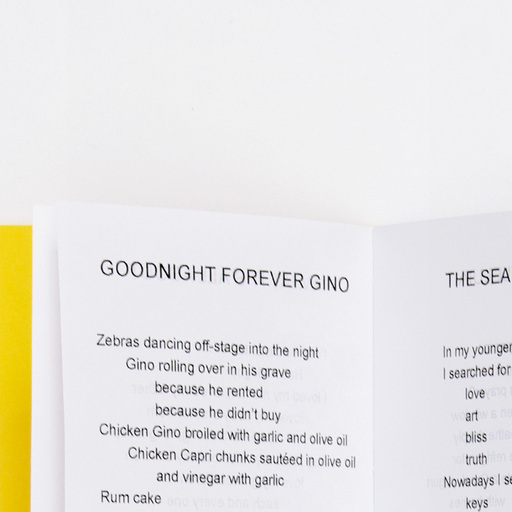 GOODNIGHT FOREVER GINO
Zebras dancing off-stage into the night
Gino rolling over in his grave
because he rented
because he didn't buy
Chicken Gino broiled with garlic and olive oil
Chicken Capri chunks sautéed in olive oil
and vinegar with garlic
Rum cake
THE SEA
In my younger
I searched for
love
art
bliss
truth
Nowadays I se
keys